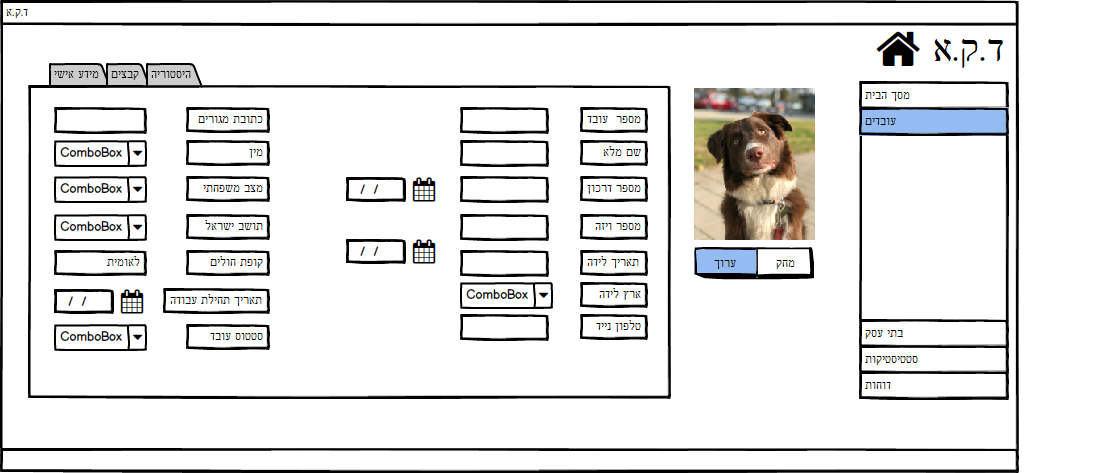 ד.ק.א
ד.ק.א
מסך הבית
עובדים
בתי עסק
סטטיסטיקות
דוחות
ערוך
מחק
היסטוריה
קבצים
מידע אישי
מספר עובד
שם מלא
מספר דרכון
/ /
מספר ויזה
/ /
תאריך לידה
ארץ לידה
ComboBox
טלפון נייד
כתובת מגורים
מין
ComboBox
מצב משפחתי
ComboBox
תושב ישראל
ComboBox
קופת חולים
לאומית
תאריך תחילת עבודה
/ /
סטטוס עובד
ComboBox